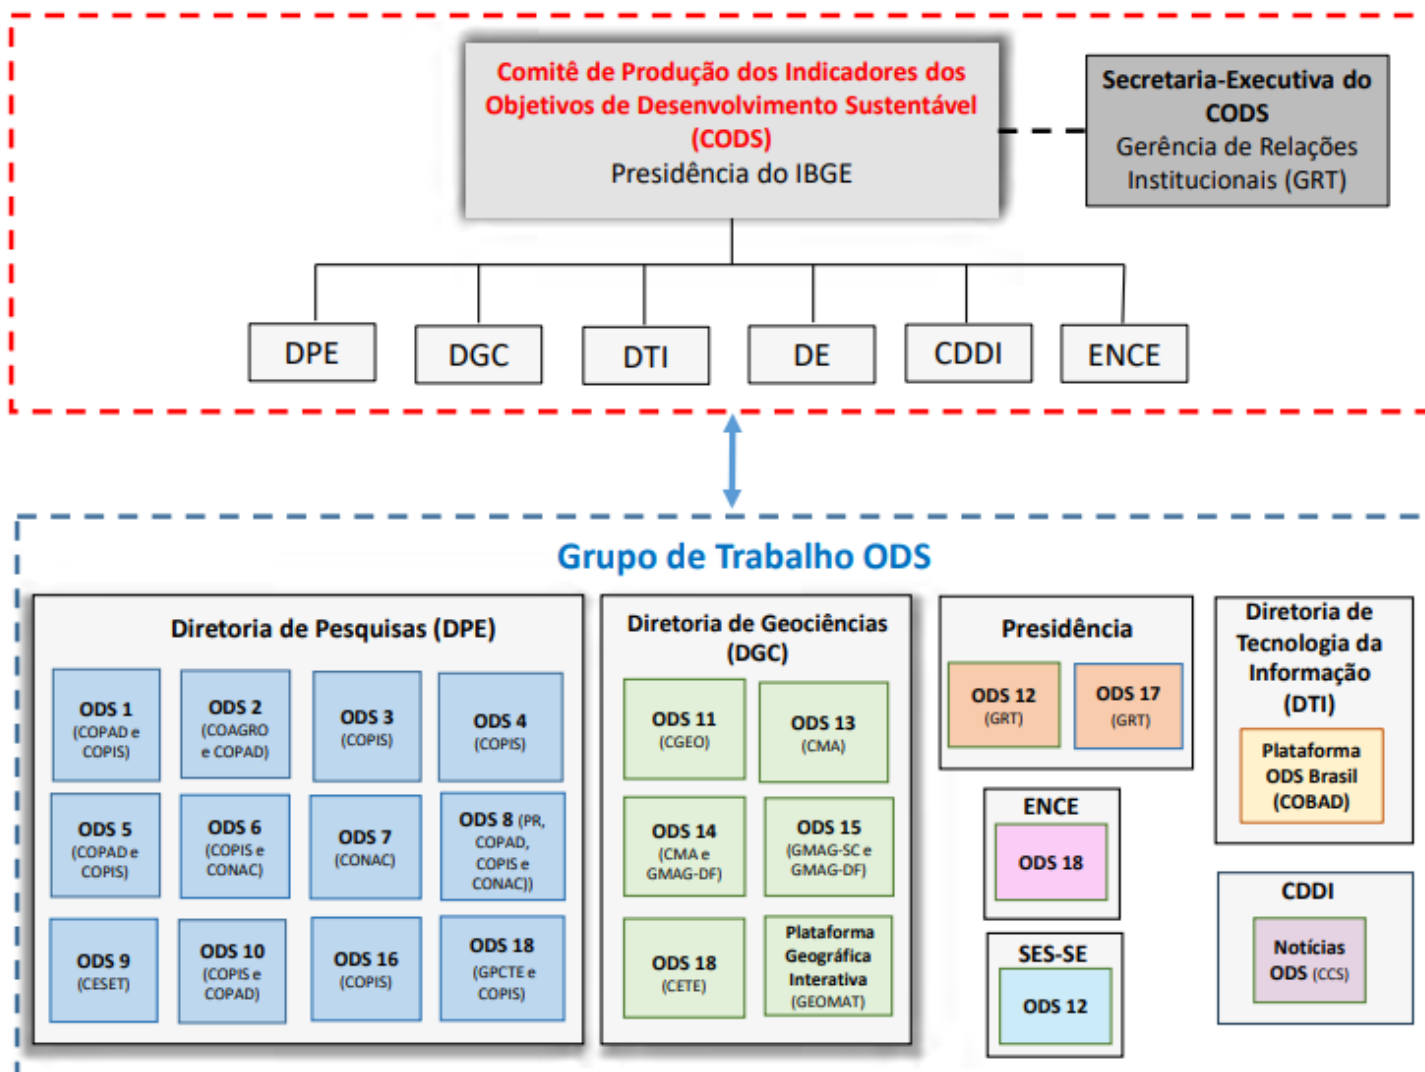 Comitê de Produção dos Indicadores dos
Objetivos de Desenvolvimento Sustentável
(CODS)
Presidência do IBGE
Secretaria-Executiva do
CODS
Gerência de Relações
Institucionais (GRT)
DPE
DGC
DTI
DE
CDDI
ENCE
Grupo de Trabalho ODS
Diretoria de Pesquisas (DPE)
ODS 1
(COPAD e
COPIS)
ODS 2
(COAGRO
e COPAD)
ODS 3
(COPIS)
ODS 4
(COPIS)
ODS 5
(COPAD e
COPIS)
ODS 6
(COPIS e
CONAC)
ODS 7
(CONAC)
ODS 8 (PR,
COPAD,
COPIS e
CONAC))
ODS 9
(CESET)
ODS 10
(COPIS e
COPAD)
ODS 16
(COPIS)
ODS 18
(GPCTE e
COPIS)
Diretoria de Geociências
(DGC)
ODS 11
(CGEO)
ODS 13
(CMA)
ODS 14
(CMA e
GMAG-DF)
ODS 15
(GMAG-SC e
GMAG-DF)
ODS 18
(CETE)
Plataforma
Geográfica
Interativa
(GEOMAT)
Presidência
ODS 12
(GRT)
ODS 17
(GRT)
ENCE
ODS 18
SES-SE
ODS 12
Diretoria de
Tecnologia da
Informação
(DTI)
Plataforma
ODS Brasil
(COBAD)
CDDI
Notícias
ODS (CCS)